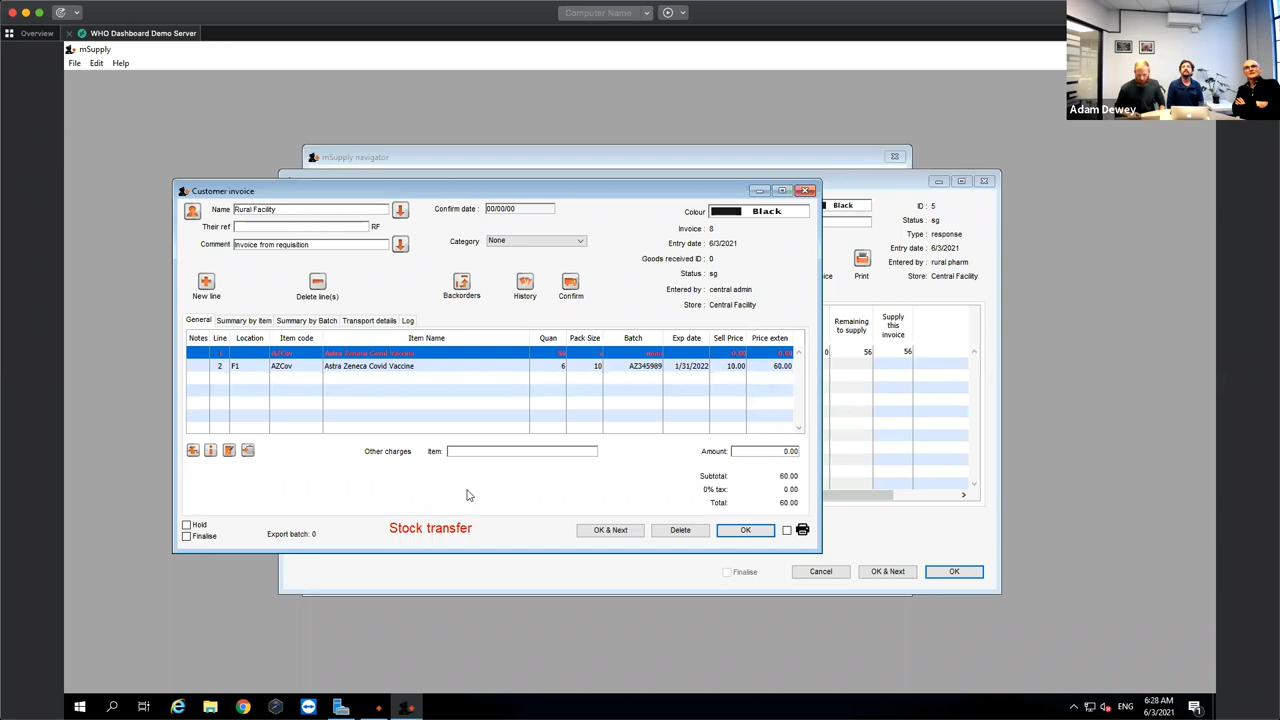 Computer Name
Overview
WHO Dashboard Demo Server
mSupply
File Edit Help
Adam Dewey
mSupply navigator
Customer invoice
Name Rural Facility
Confirm date : 00/00/00
Colour Black
Their ref RF
Invoice : 8
Comment Invoice from requisition
Category None
Entry date : 6/3/2021
Goods received ID : 0
Status : sg
New line
Delete line(s)
Backorders
History
Confirm
Entered by : central admin
Store : Central Facility
Black
ID : 5
Status : sg
Type : response
Entry date : 6/3/2021
Entered by : rural pharm
Store: Central Facility
Print
General Summary by Item Summary by Batch Transport details Log
Notes Line Location Item code Item Name Quan Pack Size Batch Exp date Sell Price Price exten
1 AZCov Astra Zeneca Covid Vaccine 56 none 0.00 0.00
2 F1 AZCov Astra Zeneca Covid Vaccine 6 10 AZ345989 1/31/2022 10.00 60.00
Remaining to supply
Supply this invoice
0 56 56
Other charges Item: Amount: 0.00
Subtotal: 60.00
0% tax: 0.00
Total: 60.00
Hold
Finalise
Export batch: 0
Stock transfer
OK & Next Delete OK
Finalise Cancel OK & Next OK
ENG
6:28 AM
6/3/2021